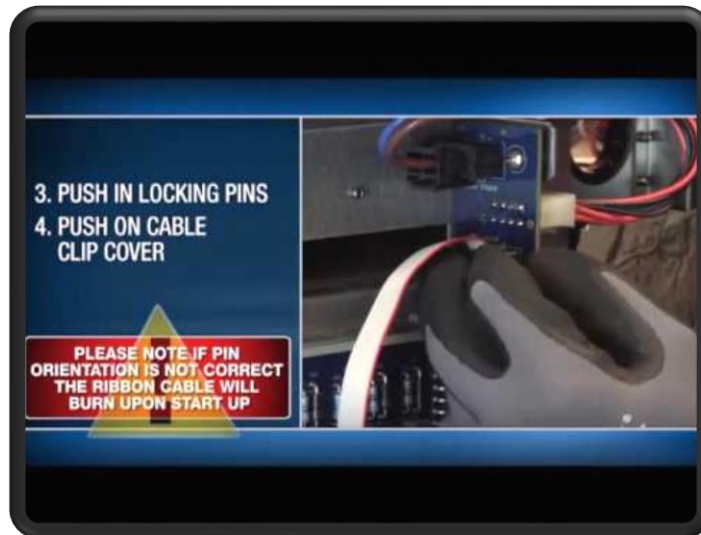 3. PUSH IN LOCKING PINS
4. PUSH ON CABLE
CLIP COVER
PLEASE NOTE IF PIN
ORIENTATION IS NOT CORRECT
THE RIBBON CABLE WILL
BURN UPON START UP